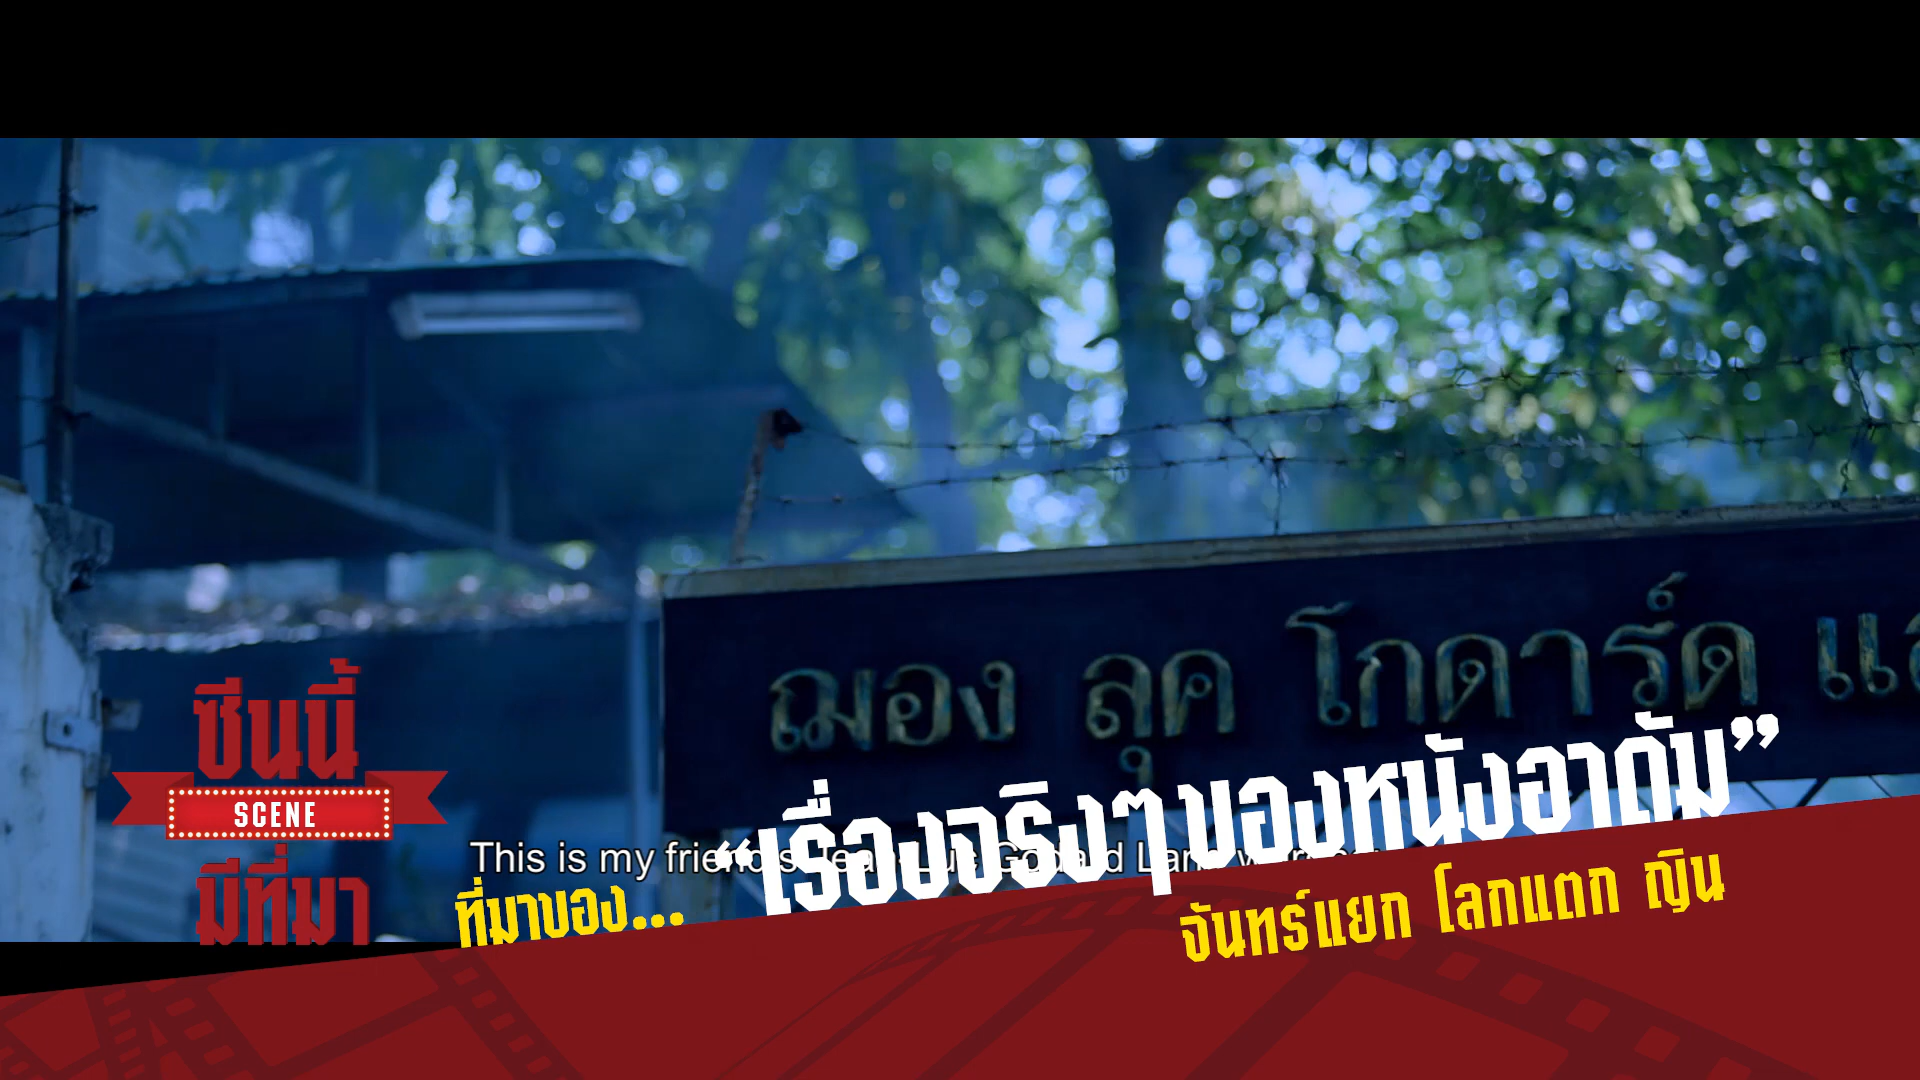 ฌอง ลุค โกดาร์ด
ซีนนี้
SCENE
มีที่มา
This is my friend's
ที่มาของ...
“เรื่องจริงๆ ของหนังอาดัม”
จันทร์แยก โลกแตก ญิน